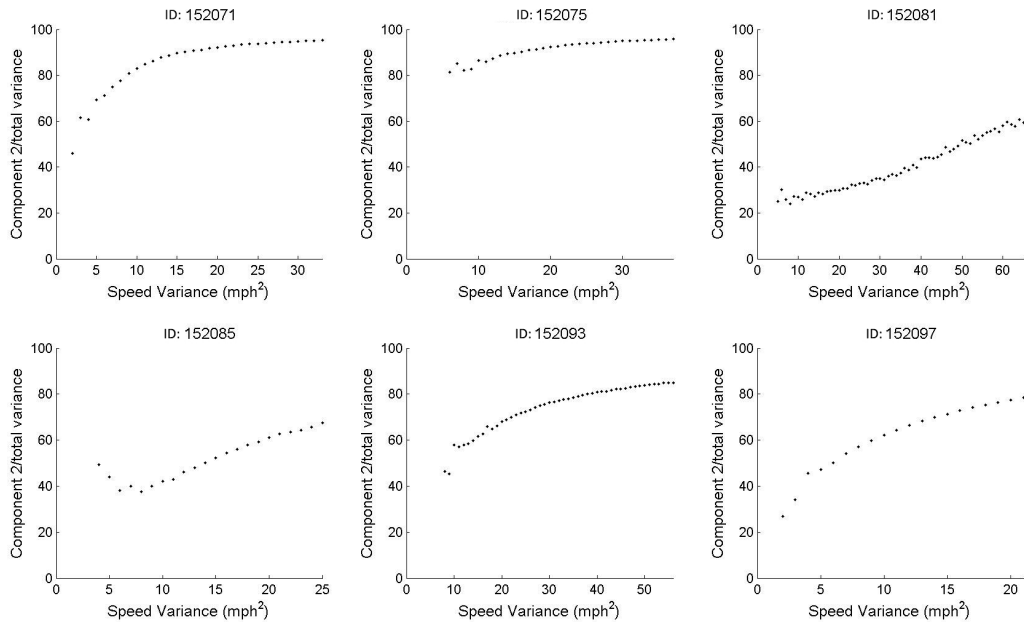 ID: 152071
Component 2/total variance
100
80
60
40
20
0
0 5 10 15 20 25 30
Speed Variance (mph²)
ID: 152075
Component 2/total variance
100
80
60
40
20
0
0 10 20 30
Speed Variance (mph²)
ID: 152081
Component 2/total variance
100
80
60
40
20
0
0 10 20 30 40 50 60
Speed Variance (mph²)
ID: 152085
Component 2/total variance
100
80
60
40
20
0
0 5 10 15 20 25
Speed Variance (mph²)
ID: 152093
Component 2/total variance
100
80
60
40
20
0
0 10 20 30 40 50
Speed Variance (mph²)
ID: 152097
Component 2/total variance
100
80
60
40
20
0
0 5 10 15 20
Speed Variance (mph²)